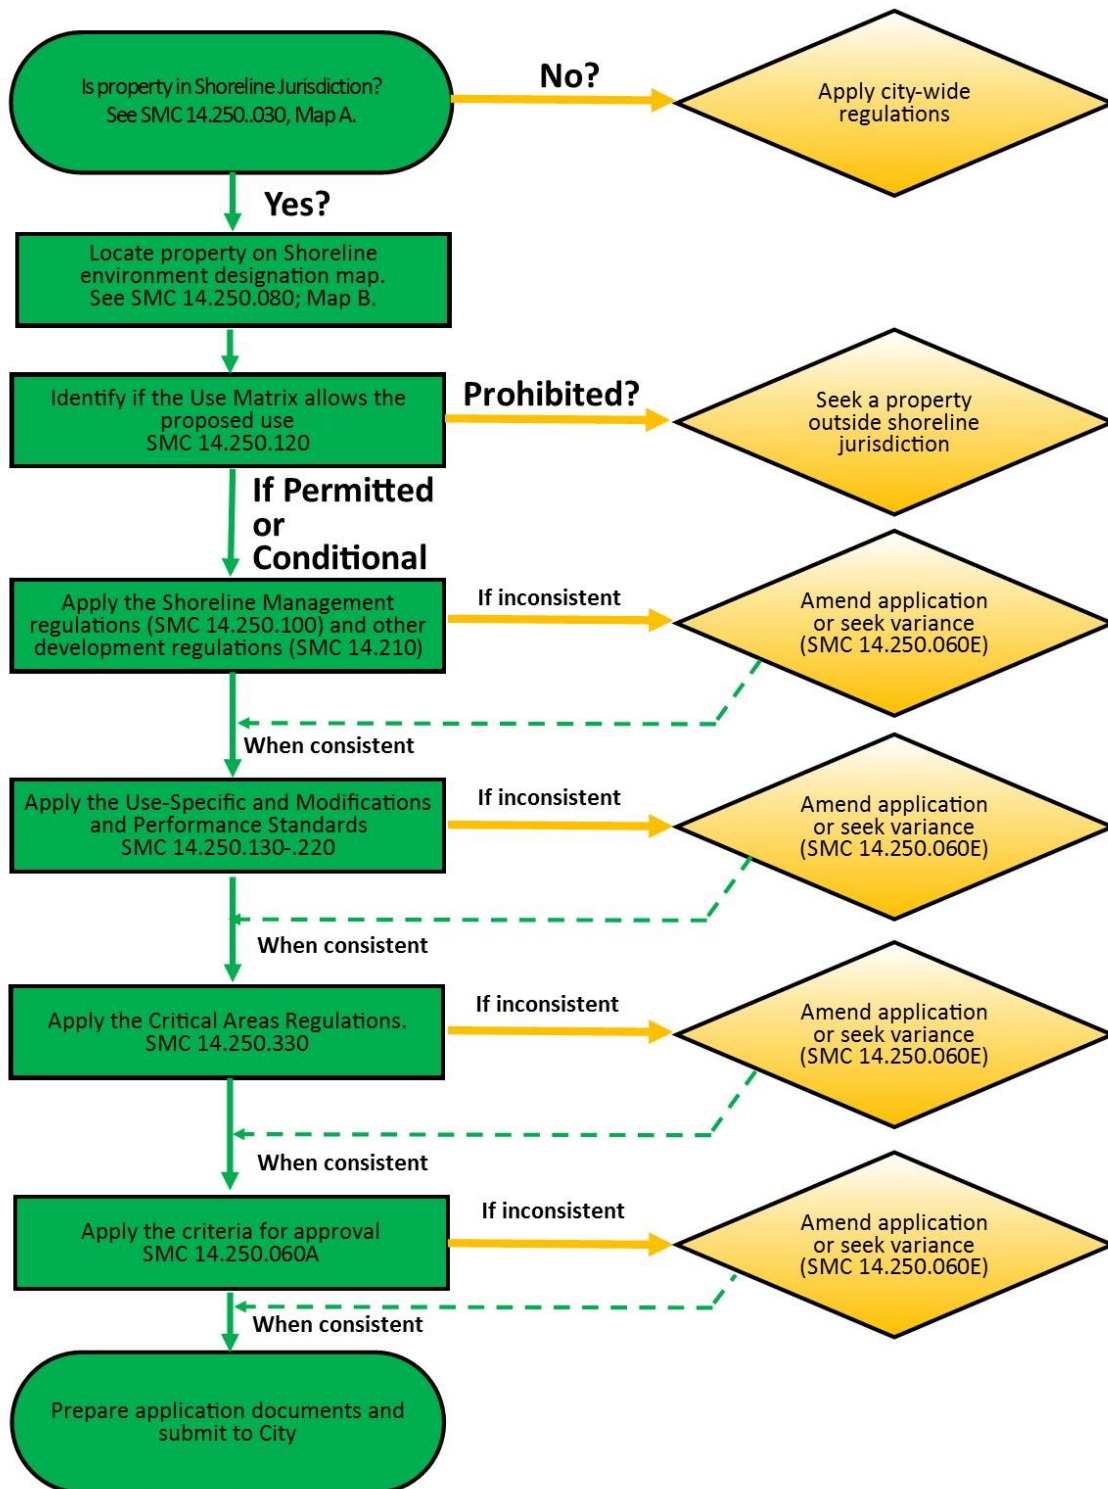 Is property in Shoreline Jurisdiction?
See SMC 14.250..030, Map A.
No?
Apply city-wide
regulations
Yes?
Locate property on Shoreline
environment designation map.
See SMC 14.250.080; Map B.
Identify if the Use Matrix allows the
proposed use
SMC 14.250.120
Prohibited?
Seek a property
outside shoreline
jurisdiction
If Permitted
or
Conditional
Apply the Shoreline Management
regulations (SMC 14.250.100) and other
development regulations (SMC 14.210)
If inconsistent
Amend application
or seek variance
(SMC 14.250.060E)
When consistent
Apply the Use-Specific and Modifications
and Performance Standards
SMC 14.250.130-.220
If inconsistent
Amend application
or seek variance
(SMC 14.250.060E)
When consistent
Apply the Critical Areas Regulations.
SMC 14.250.330
If inconsistent
Amend application
or seek variance
(SMC 14.250.060E)
When consistent
Apply the criteria for approval
SMC 14.250.060A
If inconsistent
Amend application
or seek variance
(SMC 14.250.060E)
When consistent
Prepare application documents and
submit to City